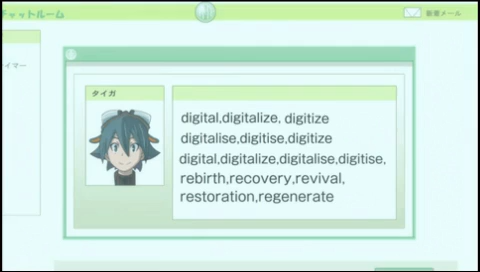 チャットルーム
新着メール
イマー
タイガ
digital,digitalize, digitize
digitalise,digitise,digitize
digital,digitalize,digitalise,digitise,
rebirth,recovery,revival,
restoration,regenerate